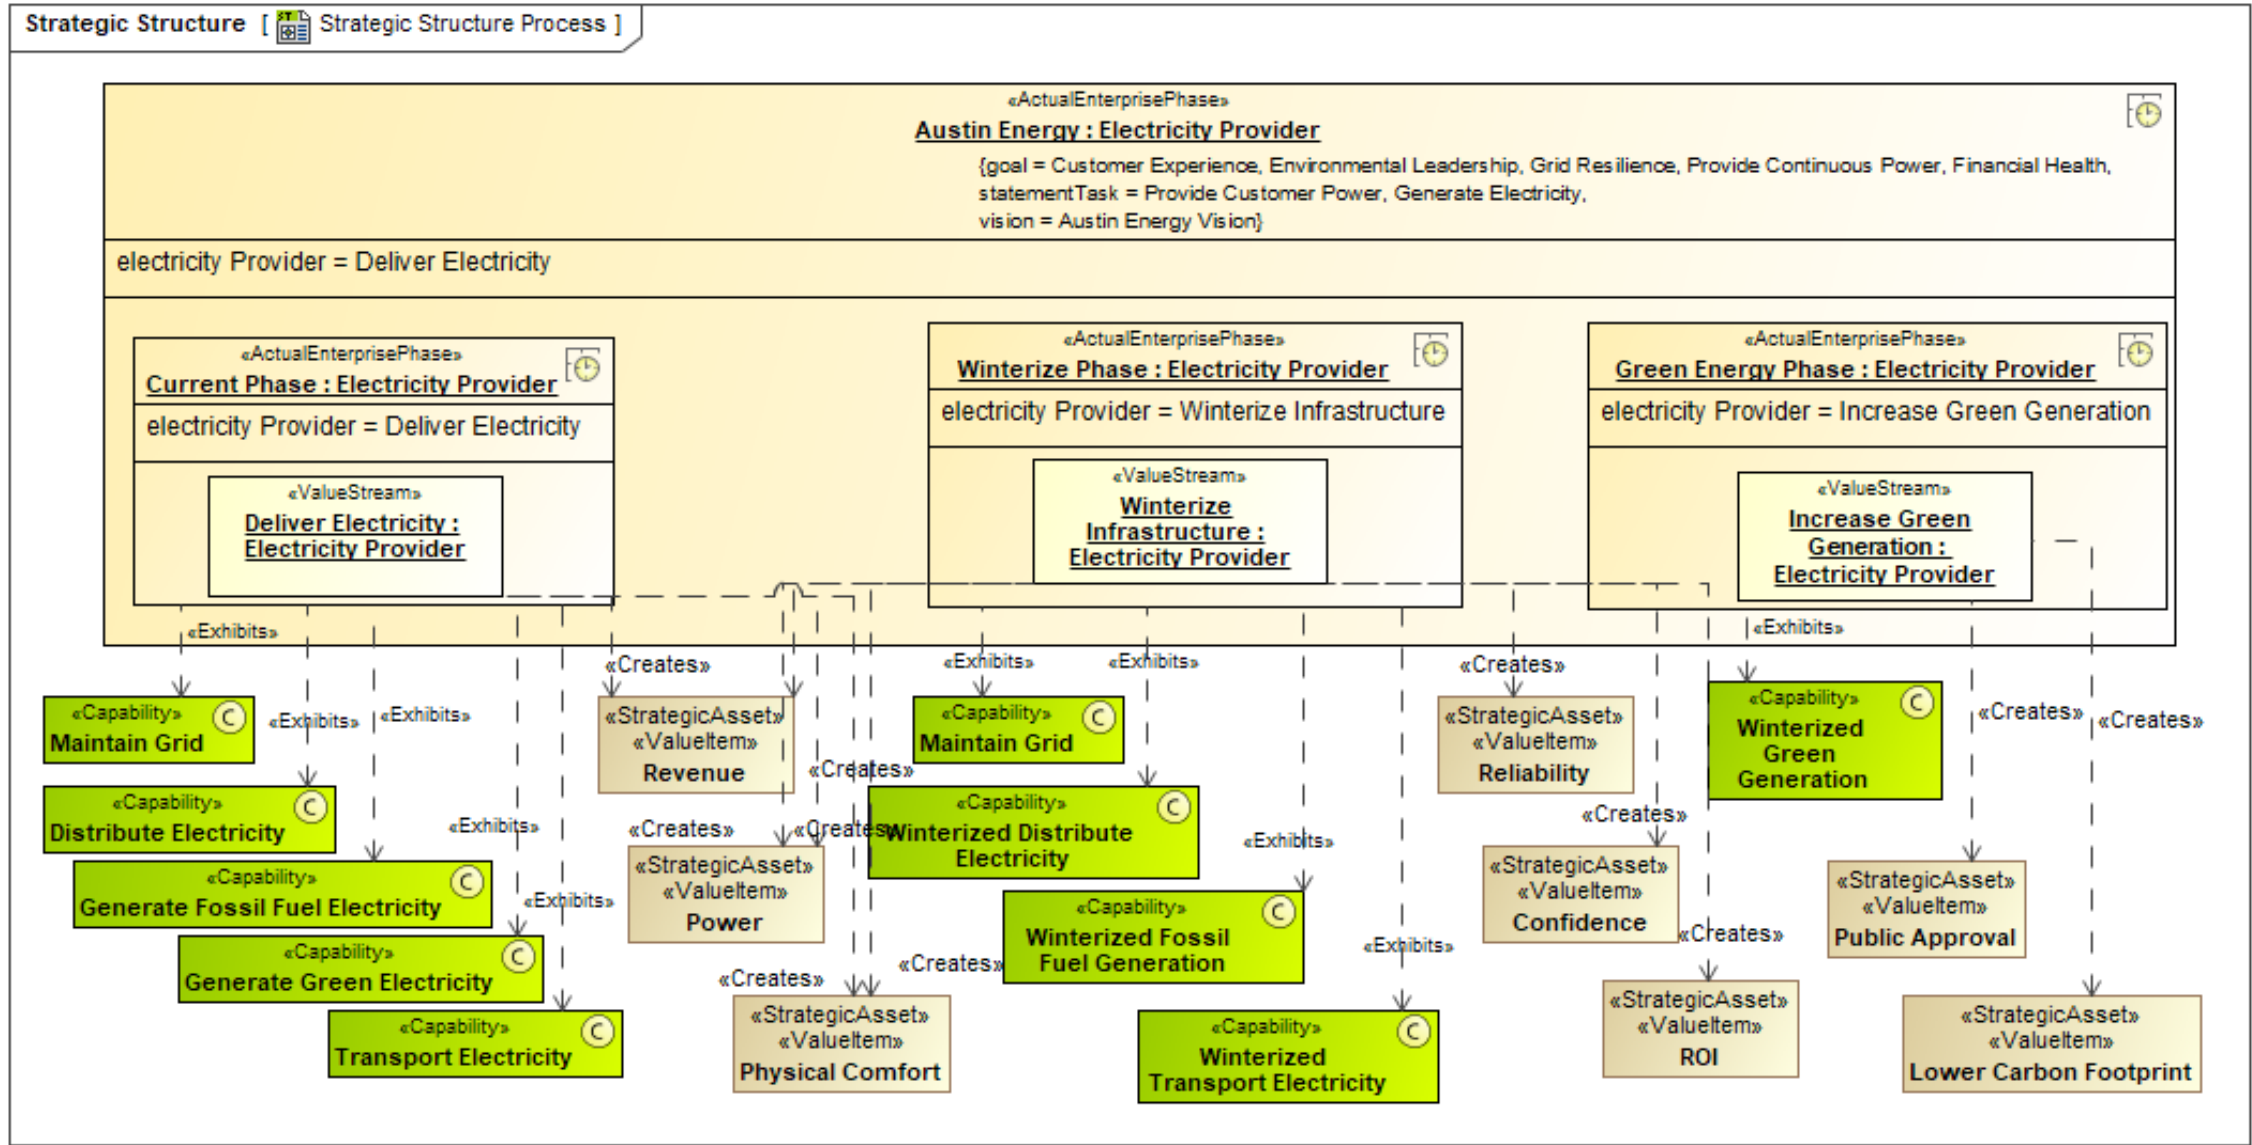 Strategic Structure [ Strategic Structure Process ]
«ActualEnterprisePhase»
Austin Energy : Electricity Provider
{goal = Customer Experience, Environmental Leadership, Grid Resilience, Provide Continuous Power, Financial Health,
statementTask = Provide Customer Power, Generate Electricity,
vision = Austin Energy Vision}
electricity Provider = Deliver Electricity
«ActualEnterprisePhase»
Current Phase : Electricity Provider
electricity Provider = Deliver Electricity
«ValueStream»
Deliver Electricity :
Electricity Provider
«ActualEnterprisePhase»
Winterize Phase : Electricity Provider
electricity Provider = Winterize Infrastructure
«ValueStream»
Winterize
Infrastructure :
Electricity Provider
«ActualEnterprisePhase»
Green Energy Phase : Electricity Provider
electricity Provider = Increase Green Generation
«ValueStream»
Increase Green
Generation :
Electricity Provider
«Exhibits»
«Exhibits»
«Creates»
«Exhibits»
«Exhibits»
«Creates»
«Capability»
C
Maintain Grid
«Exhibits»
«Exhibits»
«StrategicAsset»
«ValueItem»
Revenue
«Capability»
C
Maintain Grid
«StrategicAsset»
«ValueItem»
Reliability
«Capability»
C
Winterized
Green
Generation
«Creates»
«Creates»
«Creates»
«Capability»
C
Distribute Electricity
«Exhibits»
«Creates»
«Creates»
«Capability»
C
Winterized Distribute
Electricity
«Exhibits»
«Creates»
«Capability»
C
Generate Fossil Fuel Electricity
«Exhibits»
«StrategicAsset»
«ValueItem»
Power
«Capability»
C
Winterized Fossil
Fuel Generation
«Exhibits»
«StrategicAsset»
«ValueItem»
Confidence
«Creates»
«StrategicAsset»
«ValueItem»
Public Approval
«Capability»
C
Generate Green Electricity
«Creates»
«Creates»
«Capability»
C
Transport Electricity
«StrategicAsset»
«ValueItem»
Physical Comfort
«Capability»
C
Winterized
Transport Electricity
«StrategicAsset»
«ValueItem»
ROI
«StrategicAsset»
«ValueItem»
Lower Carbon Footprint